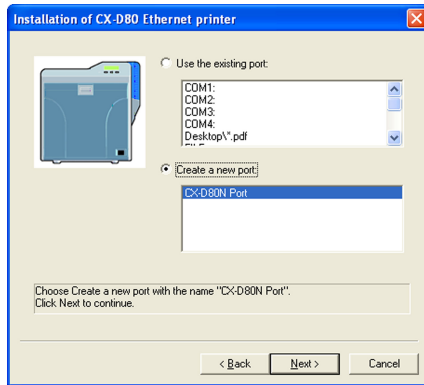 Installation of CX-D80 Ethernet printer
Use the existing port:
COM1:
COM2:
COM3:
COM4:
Desktop\*.pdf
Create a new port:
CX-D80N Port
Choose Create a new port with the name "CX-D80N Port".
Click Next to continue.
< Back
Next >
Cancel